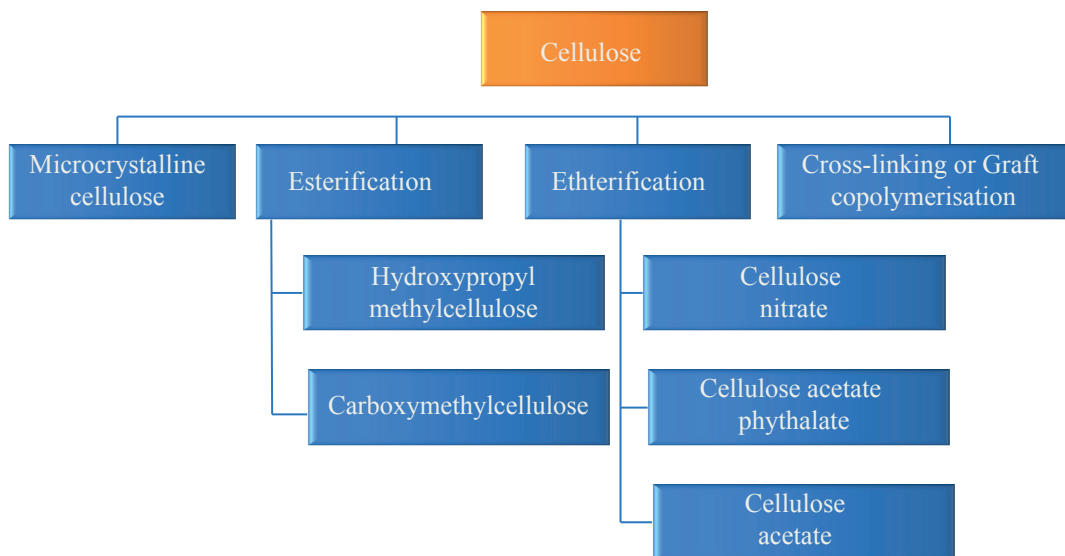 Cellulose
Microcrystalline
cellulose
Esterification
Ethterification
Cross-linking or Graft
copolymerisation
Hydroxypropyl
methylcellulose
Carboxymethylcellulose
Cellulose
nitrate
Cellulose acetate
phythalate
Cellulose
acetate